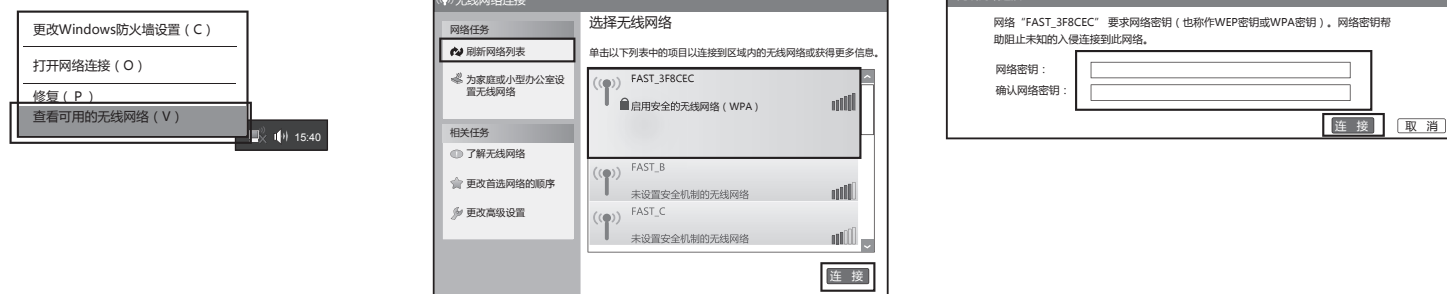 更改Windows防火墙设置（C）
打开网络连接（O）
修复（P）
查看可用的无线网络（V）
15:40
无线网络连接
网络任务
刷新网络列表
为家庭或小型办公室设
置无线网络
相关任务
了解无线网络
更改首选网络的顺序
更改高级设置
选择无线网络
单击以下列表中的项目以连接到区域内的无线网络或获得更多信息。
FAST_3F8CEC
启用安全的无线网络（WPA）
FAST_B
未设置安全机制的无线网络
FAST_C
未设置安全机制的无线网络
连 接
网络“FAST_3F8CEC” 要求网络密钥（也称作WEP密钥或WPA密钥）。网络密钥帮
助阻止未知的入侵连接到此网络。
网络密钥：
确认网络密钥：
连 接
取 消